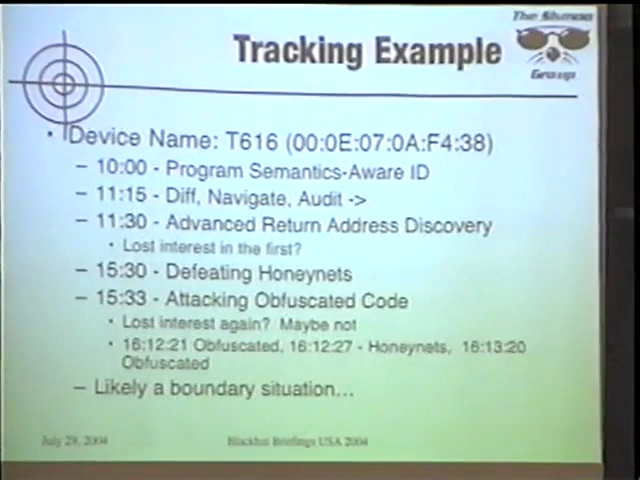 The Shmoo
Group
Tracking Example
• Device Name: T616 (00:0E:07:0A:F4:38)
– 10:00 - Program Semantics-Aware ID
– 11:15 - Diff, Navigate, Audit ->
– 11:30 - Advanced Return Address Discovery
• Lost interest in the first?
– 15:30 - Defeating Honeynets
– 15:33 - Attacking Obfuscated Code
• Lost interest again? Maybe not
• 16:12:21 Obfuscated, 16:12:27 - Honeynets, 16:13:20
Obfuscated
– Likely a boundary situation...
July 29, 2004
Blackhat Briefings USA 2004